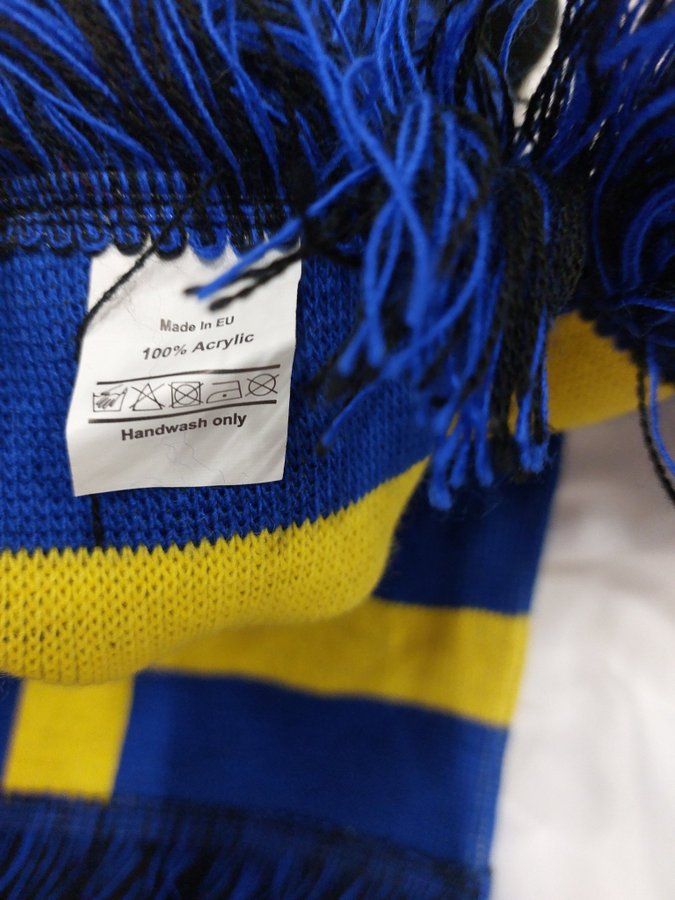 Made In EU
100% Acrylic
Handwash only